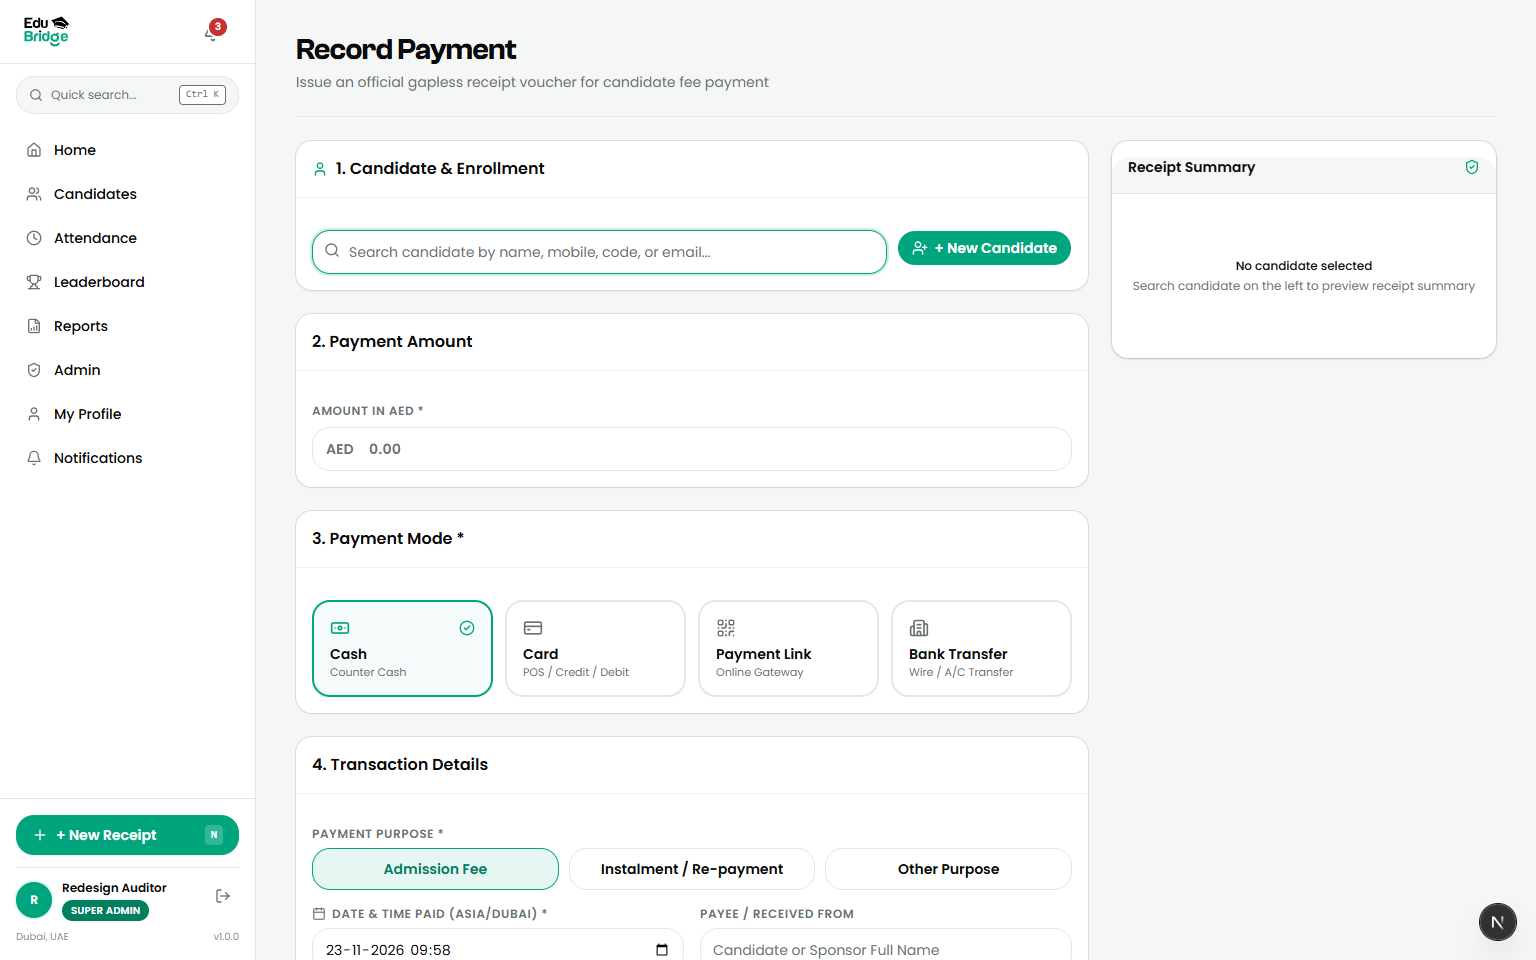 Edu
Bridge
3
Quick search...
Ctrl K
Home
Candidates
Attendance
Leaderboard
Reports
Admin
My Profile
Notifications
+ New Receipt
N
R
Redesign Auditor
SUPER ADMIN
Dubai, UAE
v1.0.0
Record Payment
Issue an official gapless receipt voucher for candidate fee payment
1. Candidate & Enrollment
Search candidate by name, mobile, code, or email...
+ New Candidate
2. Payment Amount
AMOUNT IN AED *
AED 0.00
3. Payment Mode *
Cash
Counter Cash
Card
POS / Credit / Debit
Payment Link
Online Gateway
Bank Transfer
Wire / A/C Transfer
4. Transaction Details
PAYMENT PURPOSE *
Admission Fee
Instalment / Re-payment
Other Purpose
DATE & TIME PAID (ASIA/DUBAI) *
23-11-2026 09:58
PAYEE / RECEIVED FROM
Candidate or Sponsor Full Name
Receipt Summary
No candidate selected
Search candidate on the left to preview receipt summary
N